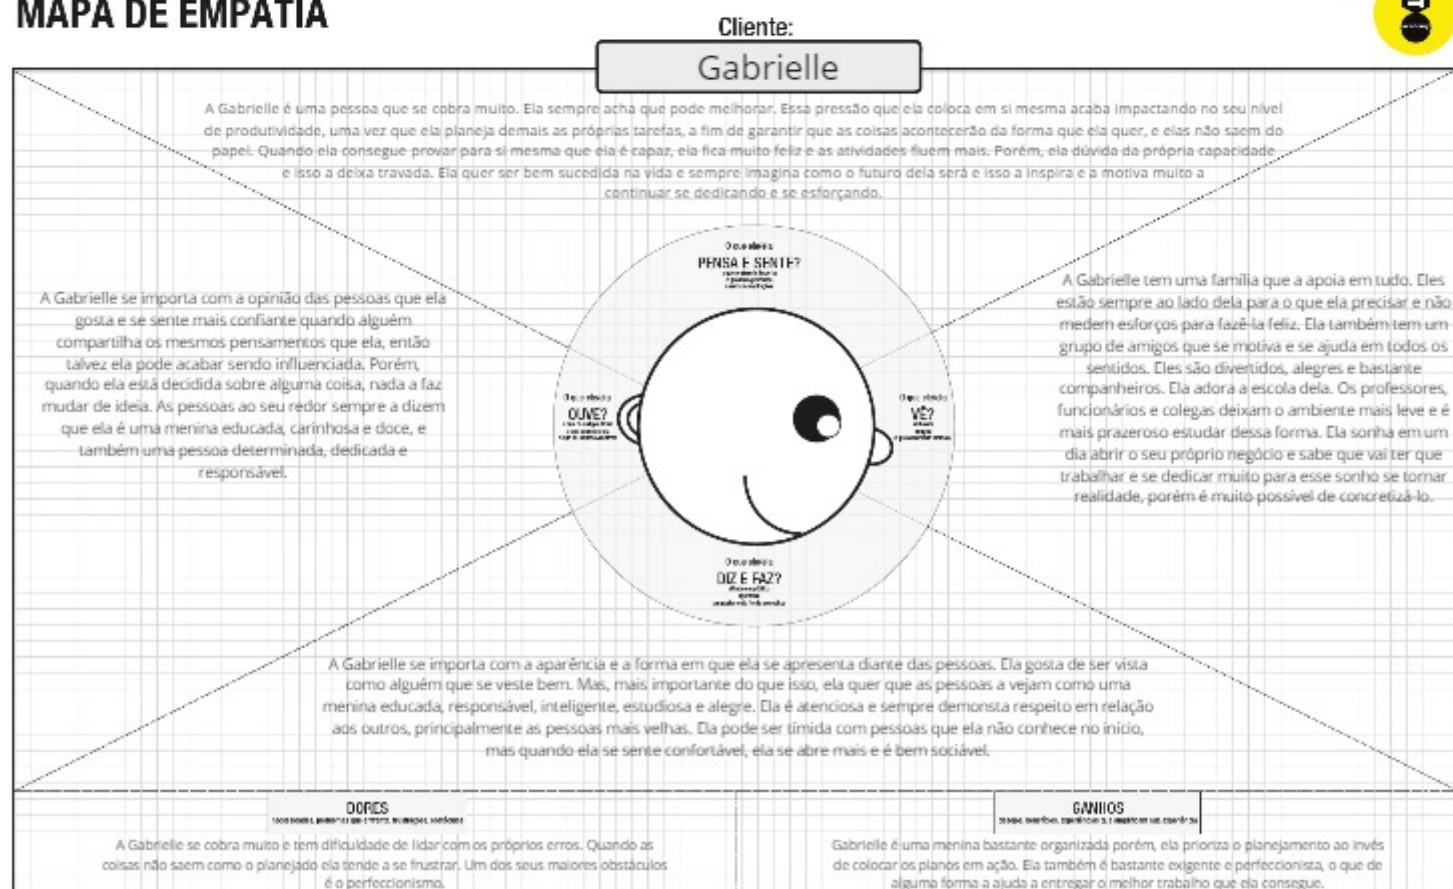 MAPA DE EMPATIA
Cliente:
Gabrielle
A Gabrielle é uma pessoa que se cobra muito. Ela sempre acha que pode melhorar. Essa pressão que ela coloca em si mesma acaba impactando no seu nível
de produtividade, uma vez que ela planeja demais as próprias tarefas, a fim de garantir que as coisas acontecerão da forma que ela quer, e elas não saem do
papel. Quando ela consegue provar para si mesma que ela é capaz, ela fica muito feliz e as atividades fluem mais. Porém, ela dúvida da própria capacidade
e isso a deixa travada. Ela quer ser bem sucedida na vida e sempre imagina como o futuro dela será e isso a inspira e a motiva muito a
continuar se dedicando e se esforçando.
O que ele/ela
PENSA E SENTE?
A Gabrielle se importa com a opinião das pessoas que ela
gosta e se sente mais confiante quando alguém
compartilha os mesmos pensamentos que ela, então
talvez ela pode acabar sendo influenciada. Porém,
quando ela está decidida sobre alguma coisa, nada a faz
mudar de ideia. As pessoas ao seu redor sempre a dizem
que ela é uma menina educada, carinhosa e doce, e
também uma pessoa determinada, dedicada e
responsável.
O que ele/ela
OUVE?
O que ele/ela
VÊ?
A Gabrielle tem uma família que a apoia em tudo. Eles
estão sempre ao lado dela para o que ela precisar e não
medem esforços para fazê-la feliz. Ela também tem um
grupo de amigos que se motiva e se ajuda em todos os
sentidos. Eles são divertidos, alegres e bastante
companheiros. Ela adora a escola dela. Os professores,
funcionários e colegas deixam o ambiente mais leve e é
mais prazeroso estudar dessa forma. Ela sonha em um
dia abrir o seu próprio negócio e sabe que vai ter que
trabalhar e se dedicar muito para esse sonho se tornar
realidade, porém é muito possível de concretizá-lo.
O que ele/ela
DIZ E FAZ?
A Gabrielle se importa com a aparência e a forma em que ela se apresenta diante das pessoas. Ela gosta de ser vista
como alguém que se veste bem. Mas, mais importante do que isso, ela quer que as pessoas a vejam como uma
menina educada, responsável, inteligente, estudiosa e alegre. Ela é atenciosa e sempre demonsta respeito em relação
aos outros, principalmente as pessoas mais velhas. Ela pode ser tímida com pessoas que ela não conhece no início,
mas quando ela se sente confortável, ela se abre mais e é bem sociável.
DORES
A Gabrielle se cobra muito e tem dificuldade de lidar com os próprios erros. Quando as
coisas não saem como o planejado ela tende a se frustrar. Um dos seus maiores obstáculos
é o perfeccionismo.
GANHOS
Gabrielle é uma menina bastante organizada porém, ela prioriza o planejamento ao invés
de colocar os planos em ação. Ela também é bastante exigente e perfeccionista, o que de
alguma forma a ajuda a entregar o melhor trabalho que ela consegue.